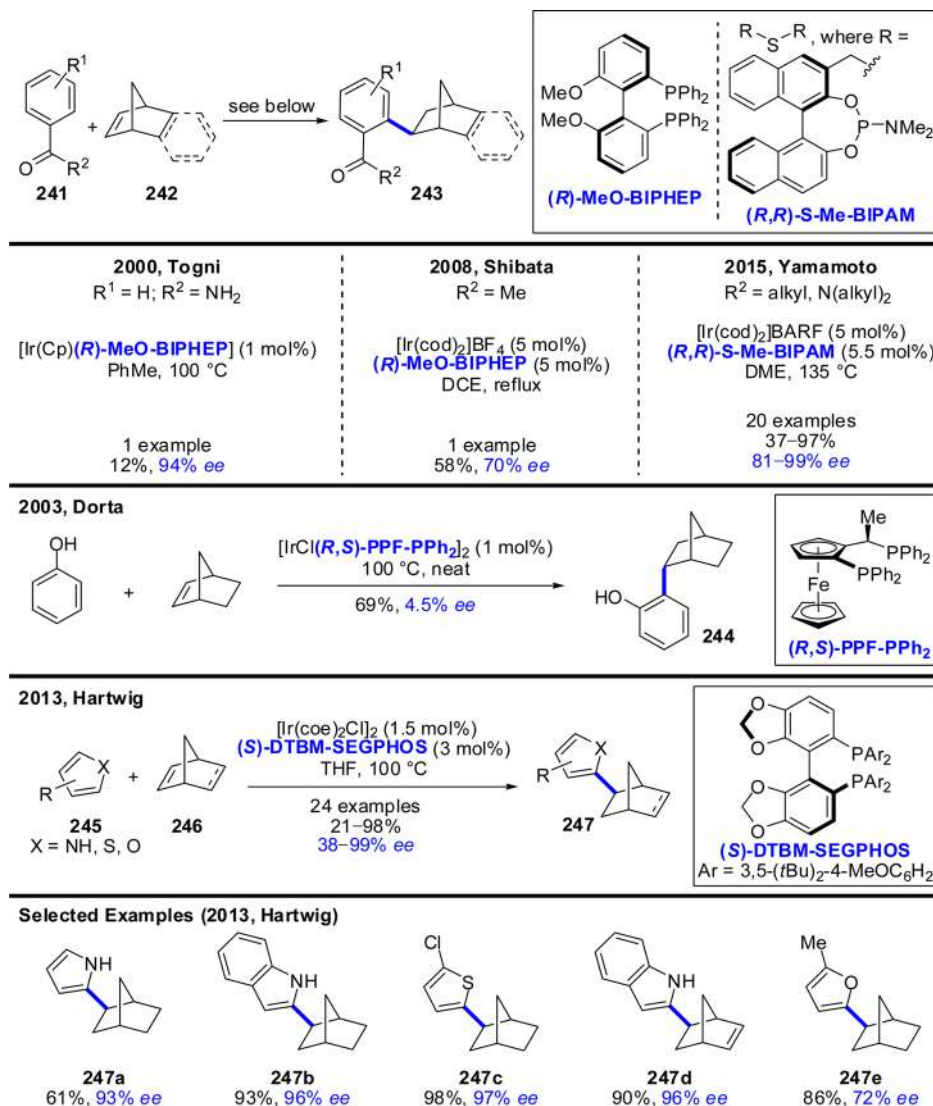 R¹
O
R²
241
+
242
see below
R¹
O
R²
243
MeO
MeO
PPh₂
PPh₂
(R)-MeO-BIPHEP
R S R , where R =
O
P—NMe₂
O
(R,R)-S-Me-BIPAM
2000, Togni
R¹ = H; R² = NH₂
[Ir(Cp)(R)-MeO-BIPHEP] (1 mol%)
PhMe, 100 °C
1 example
12%, 94% ee
2008, Shibata
R² = Me
[Ir(cod)₂]BF₄ (5 mol%)
(R)-MeO-BIPHEP (5 mol%)
DCE, reflux
1 example
58%, 70% ee
2015, Yamamoto
R² = alkyl, N(alkyl)₂
[Ir(cod)₂]BARF (5 mol%)
(R,R)-S-Me-BIPAM (5.5 mol%)
DME, 135 °C
20 examples
37–97%
81–99% ee
2003, Dorta
OH
+
[IrCl(R,S)-PPF-PPh₂]₂ (1 mol%)
100 °C, neat
69%, 4.5% ee
HO
244
Me
PPh₂
PPh₂
Fe
(R,S)-PPF-PPh₂
2013, Hartwig
X
R
245
X = NH, S, O
+
246
[Ir(coe)₂Cl]₂ (1.5 mol%)
(S)-DTBM-SEGPHOS (3 mol%)
THF, 100 °C
24 examples
21–98%
38–99% ee
X
R
247
O
O
O
O
PAr₂
PAr₂
(S)-DTBM-SEGPHOS
Ar = 3,5-(tBu)₂-4-MeOC₆H₂
Selected Examples (2013, Hartwig)
NH
247a
61%, 93% ee
NH
247b
93%, 96% ee
Cl
S
247c
98%, 97% ee
NH
247d
90%, 96% ee
Me
O
247e
86%, 72% ee